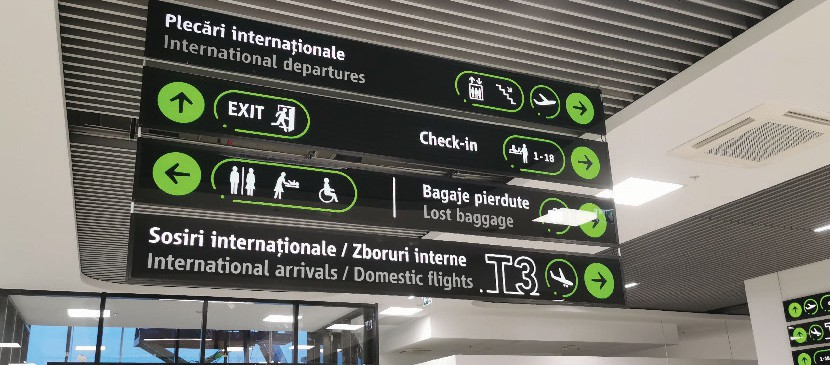 Plecări internaționale
International departures
EXIT
Check-in
1-18
Bagaje pierdute
Lost baggage
Sosiri internaționale / Zboruri interne
International arrivals / Domestic flights
T3